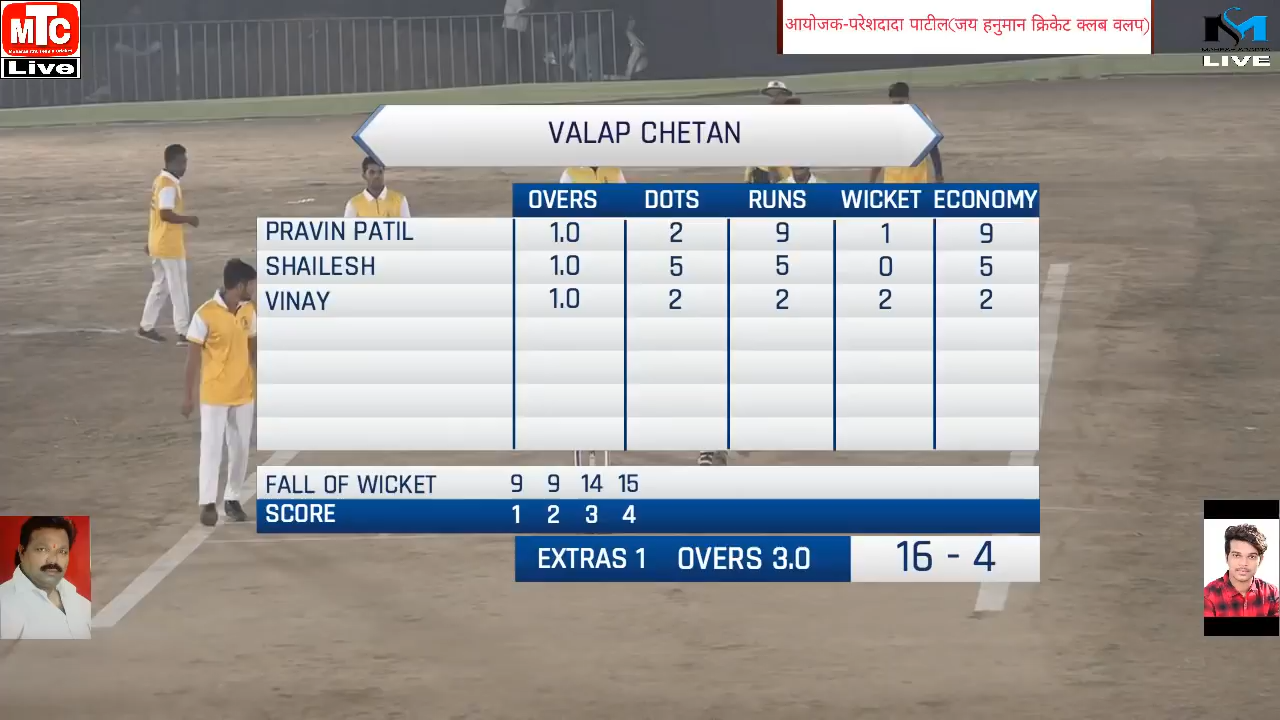 MTC
Live
आयोजक-परेशदादा पाटील(जय हनुमान क्रिकेट क्लब वलप)
LIVE
VALAP CHETAN
OVERS DOTS RUNS WICKET ECONOMY
PRAVIN PATIL 1.0 2 9 1 9
SHAILESH 1.0 5 5 0 5
VINAY 1.0 2 2 2 2
FALL OF WICKET 9 9 14 15
SCORE 1 2 3 4
EXTRAS 1 OVERS 3.0 16 - 4